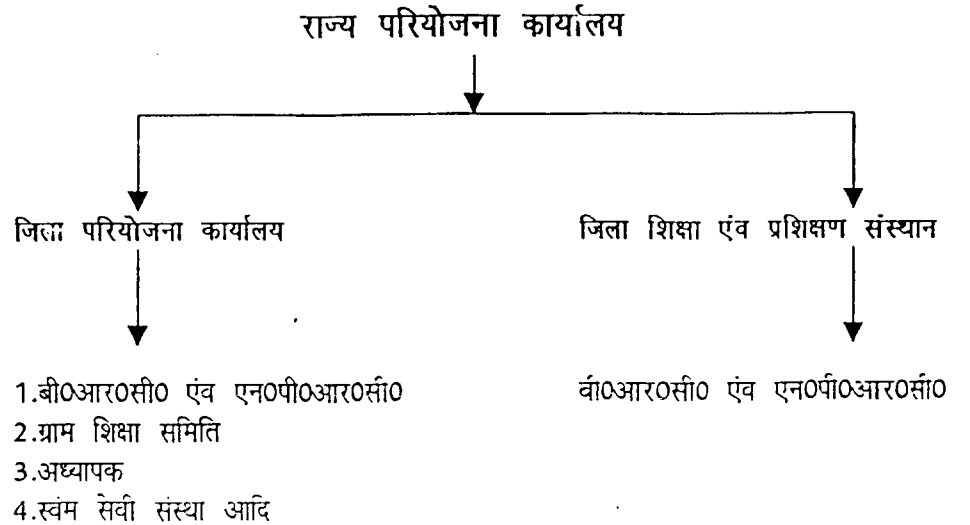 राज्य परियोजना कार्यालय
जिला परियोजना कार्यालय
जिला शिक्षा एंव प्रशिक्षण संस्थान
1.बी0आर0सी0 एंव एन0पी0आर0सी0
2.ग्राम शिक्षा समिति
3.अध्यापक
4.स्वंम सेवी संस्था आदि
बी0आर0सी0 एंव एन0पी0आर0सी0